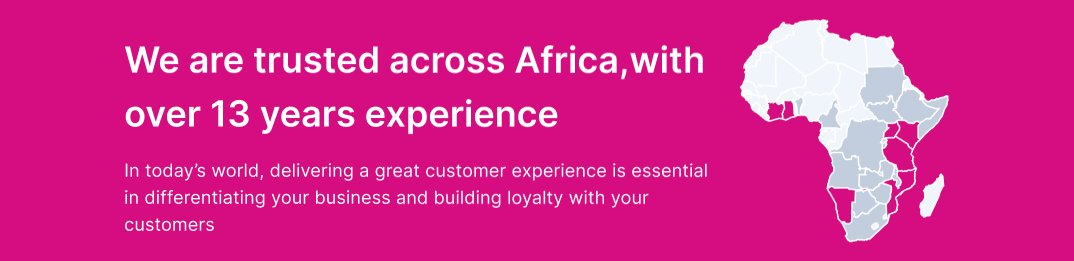 We are trusted across Africa,with
over 13 years experience
In today’s world, delivering a great customer experience is essential
in differentiating your business and building loyalty with your
customers